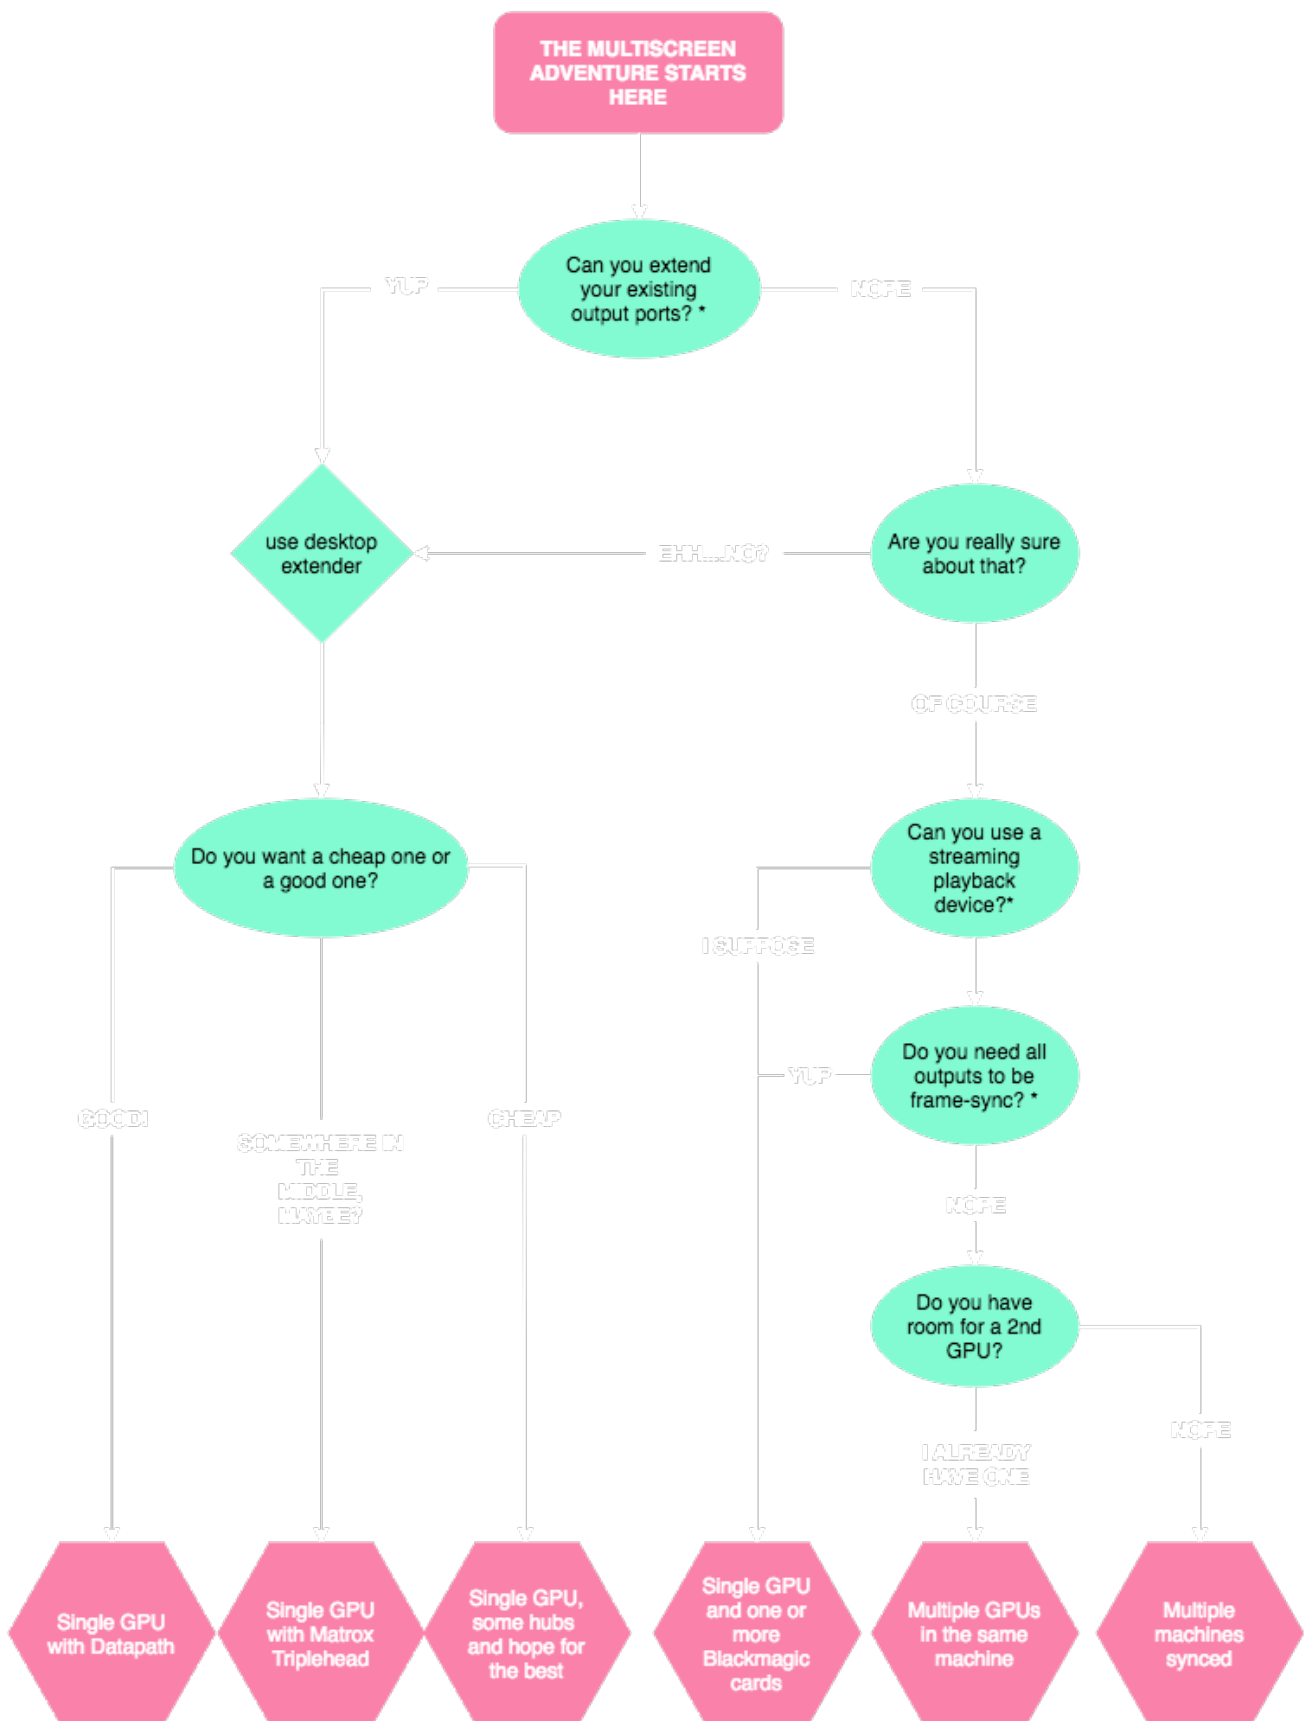 THE MULTISCREEN
ADVENTURE STARTS
HERE
Can you extend
your existing
output ports? *
YUP
NOPE
use desktop
extender
EHH....NO?
Are you really sure
about that?
OF COURSE
Do you want a cheap one or
a good one?
Can you use a
streaming
playback
device?*
I SUPPOSE
Do you need all
outputs to be
frame-sync? *
YUP
GOOD!
SOMEWHERE IN
THE
MIDDLE,
MAYBE?
CHEAP
NOPE
Do you have
room for a 2nd
GPU?
I ALREADY
HAVE ONE
NOPE
Single GPU
with Datapath
Single GPU
with Matrox
Triplehead
Single GPU,
some hubs
and hope for
the best
Single GPU
and one or
more
Blackmagic
cards
Multiple GPUs
in the same
machine
Multiple
machines
synced